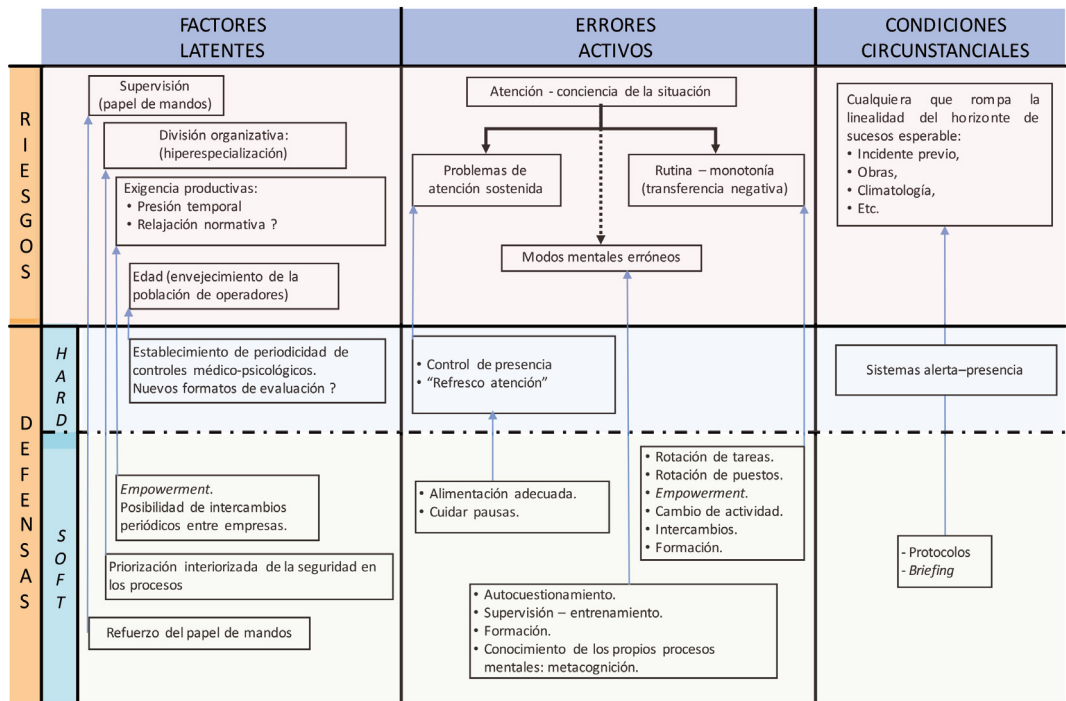 FACTORES
LATENTES
ERRORES
ACTIVOS
CONDICIONES
CIRCUNSTANCIALES
RIESGOS
Supervisión
(papel de mandos)
División organizativa:
(hiperespecialización)
Exigencia productivas:
• Presión temporal
• Relajación normativa ?
Edad (envejecimiento de la
población de operadores)
Atención - conciencia de la situación
Problemas de
atención sostenida
Rutina – monotonía
(transferencia negativa)
Modos mentales erróneos
Cualquiera que rompa la
linealidad del horizonte de
sucesos esperable:
• Incidente previo,
• Obras,
• Climatología,
• Etc.
DEFENSAS
HARD
Establecimiento de periodicidad de
controles médico-psicológicos.
Nuevos formatos de evaluación ?
• Control de presencia
• “Refresco atención”
Sistemas alerta–presencia
SOFT
Empowerment.
Posibilidad de intercambios
periódicos entre empresas.
Priorización interiorizada de la seguridad en
los procesos
Refuerzo del papel de mandos
• Alimentación adecuada.
• Cuidar pausas.
• Rotación de tareas.
• Rotación de puestos.
• Empowerment.
• Cambio de actividad.
• Intercambios.
• Formación.
• Autocuestionamiento.
• Supervisión – entrenamiento.
• Formación.
• Conocimiento de los propios procesos
mentales: metacognición.
- Protocolos
- Briefing